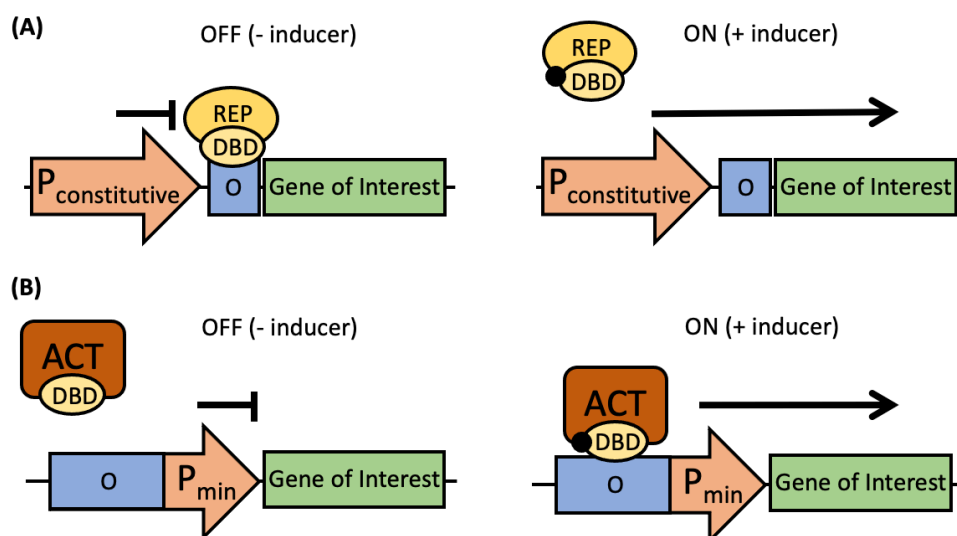 (A)
OFF (- inducer)
ON (+ inducer)
REP
DBD
REP
DBD
Pconstitutive
O
Gene of Interest
Pconstitutive
O
Gene of Interest
(B)
OFF (- inducer)
ON (+ inducer)
ACT
DBD
ACT
DBD
O
Pmin
Gene of Interest
O
Pmin
Gene of Interest